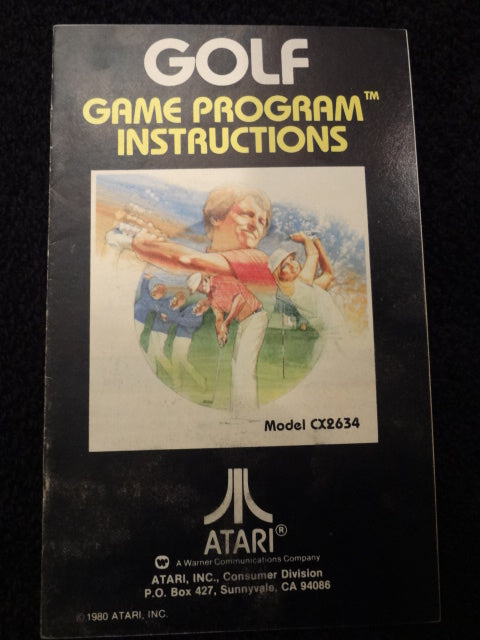 GOLF
GAME PROGRAM™
INSTRUCTIONS
Model CX2634
ATARI®
A Warner Communications Company
ATARI, INC., Consumer Division
P.O. Box 427, Sunnyvale, CA 94086
©1980 ATARI, INC.